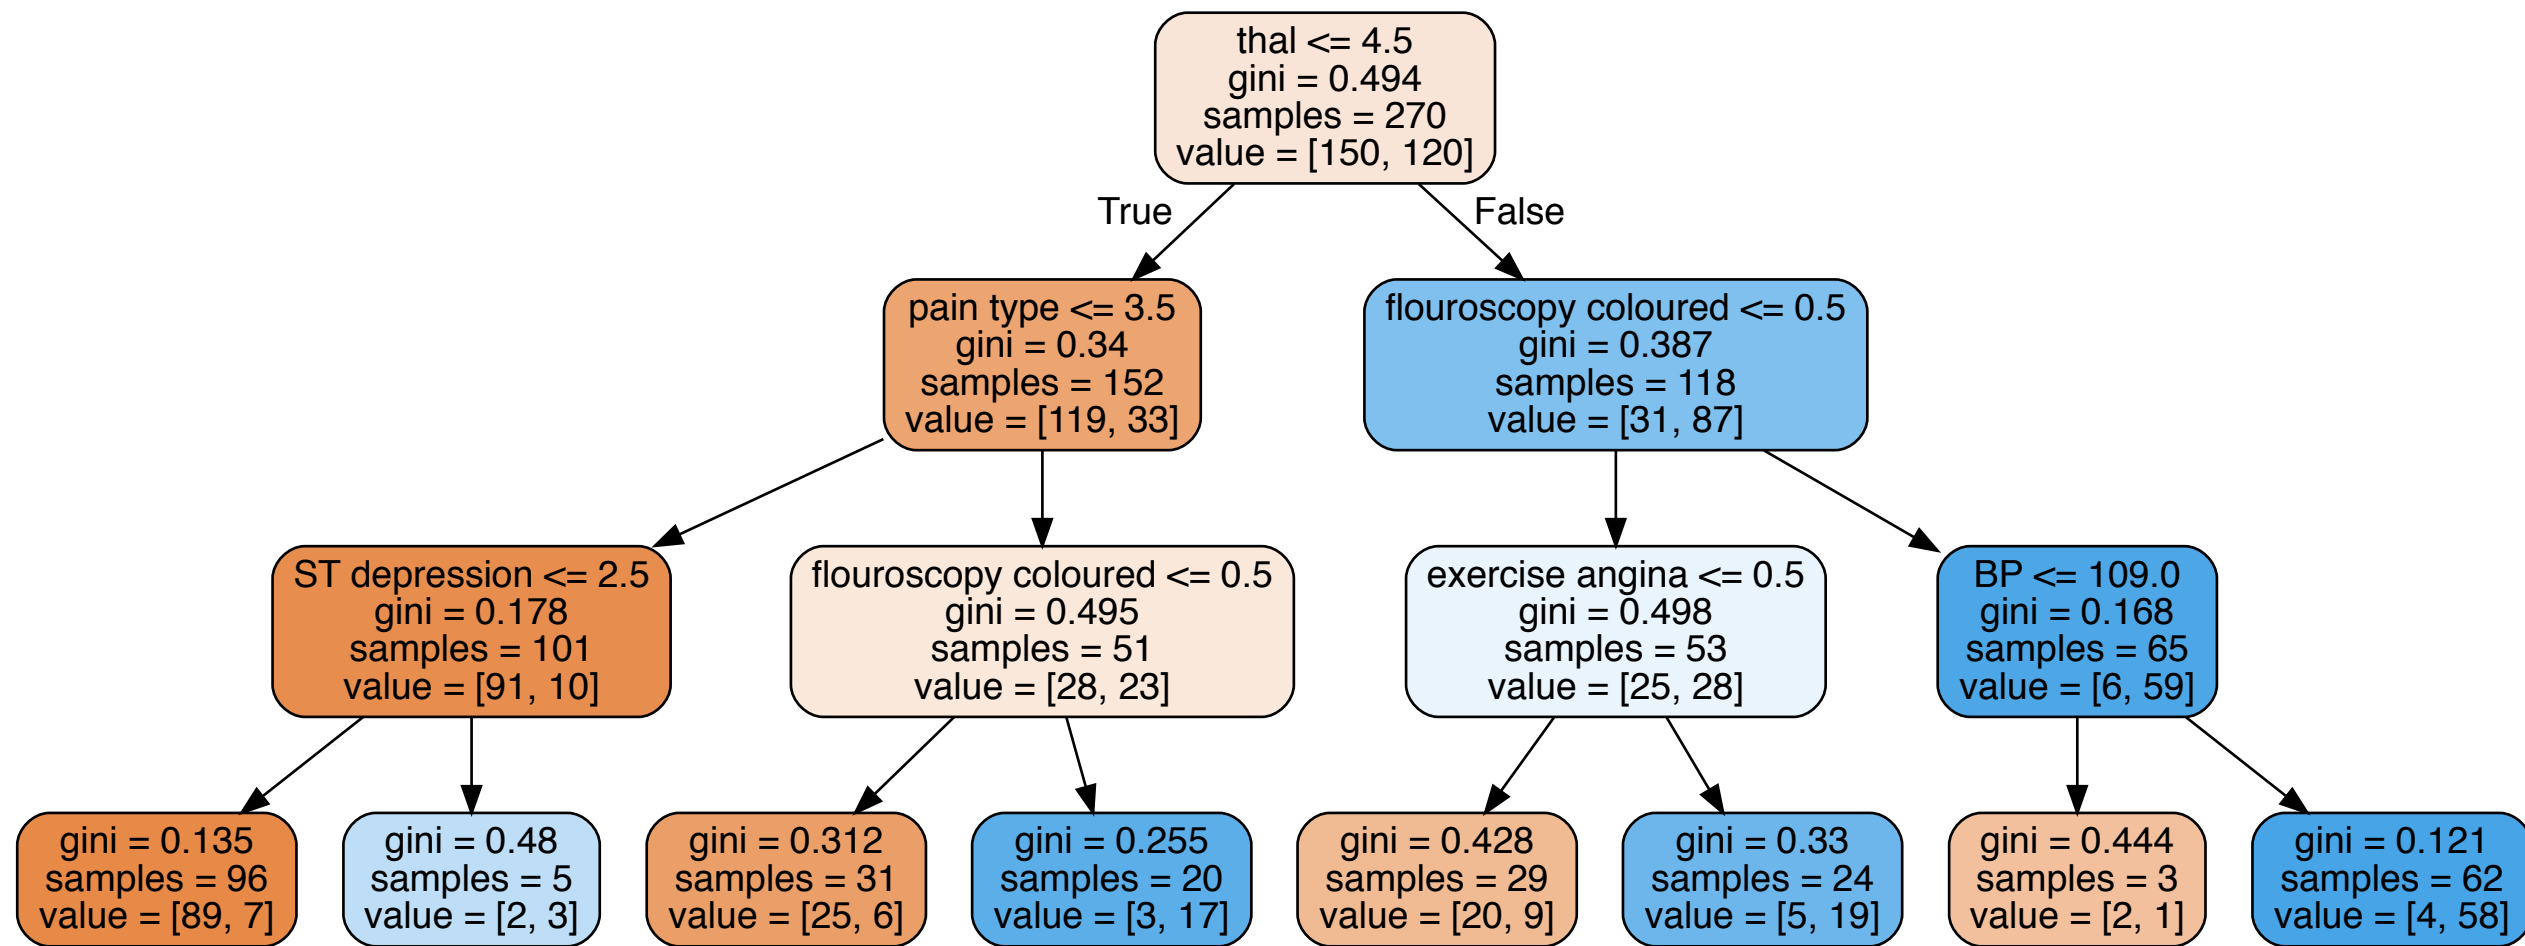 thal <= 4.5
gini = 0.494
samples = 270
value = [150, 120]
True
False
pain type <= 3.5
gini = 0.34
samples = 152
value = [119, 33]
flouroscopy coloured <= 0.5
gini = 0.387
samples = 118
value = [31, 87]
ST depression <= 2.5
gini = 0.178
samples = 101
value = [91, 10]
flouroscopy coloured <= 0.5
gini = 0.495
samples = 51
value = [28, 23]
exercise angina <= 0.5
gini = 0.498
samples = 53
value = [25, 28]
BP <= 109.0
gini = 0.168
samples = 65
value = [6, 59]
gini = 0.135
samples = 96
value = [89, 7]
gini = 0.48
samples = 5
value = [2, 3]
gini = 0.312
samples = 31
value = [25, 6]
gini = 0.255
samples = 20
value = [3, 17]
gini = 0.428
samples = 29
value = [20, 9]
gini = 0.33
samples = 24
value = [5, 19]
gini = 0.444
samples = 3
value = [2, 1]
gini = 0.121
samples = 62
value = [4, 58]